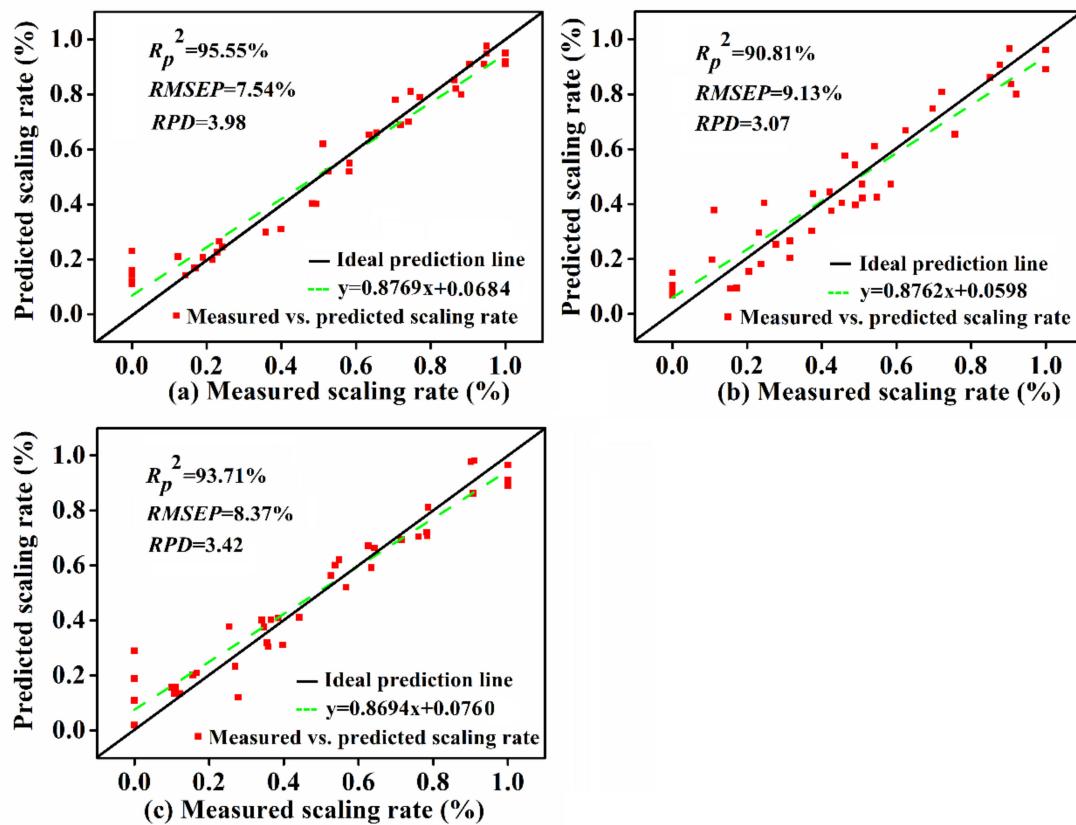 Predicted scaling rate (%)
1.0
0.8
0.6
0.4
0.2
0.0
R_p^2=95.55%
RMSEP=7.54%
RPD=3.98
Ideal prediction line
y=0.8769x+0.0684
Measured vs. predicted scaling rate
0.0 0.2 0.4 0.6 0.8 1.0
(a) Measured scaling rate (%)
Predicted scaling rate (%)
1.0
0.8
0.6
0.4
0.2
0.0
R_p^2=90.81%
RMSEP=9.13%
RPD=3.07
Ideal prediction line
y=0.8762x+0.0598
Measured vs. predicted scaling rate
0.0 0.2 0.4 0.6 0.8 1.0
(b) Measured scaling rate (%)
Predicted scaling rate (%)
1.0
0.8
0.6
0.4
0.2
0.0
R_p^2=93.71%
RMSEP=8.37%
RPD=3.42
Ideal prediction line
y=0.8694x+0.0760
Measured vs. predicted scaling rate
0.0 0.2 0.4 0.6 0.8 1.0
(c) Measured scaling rate (%)